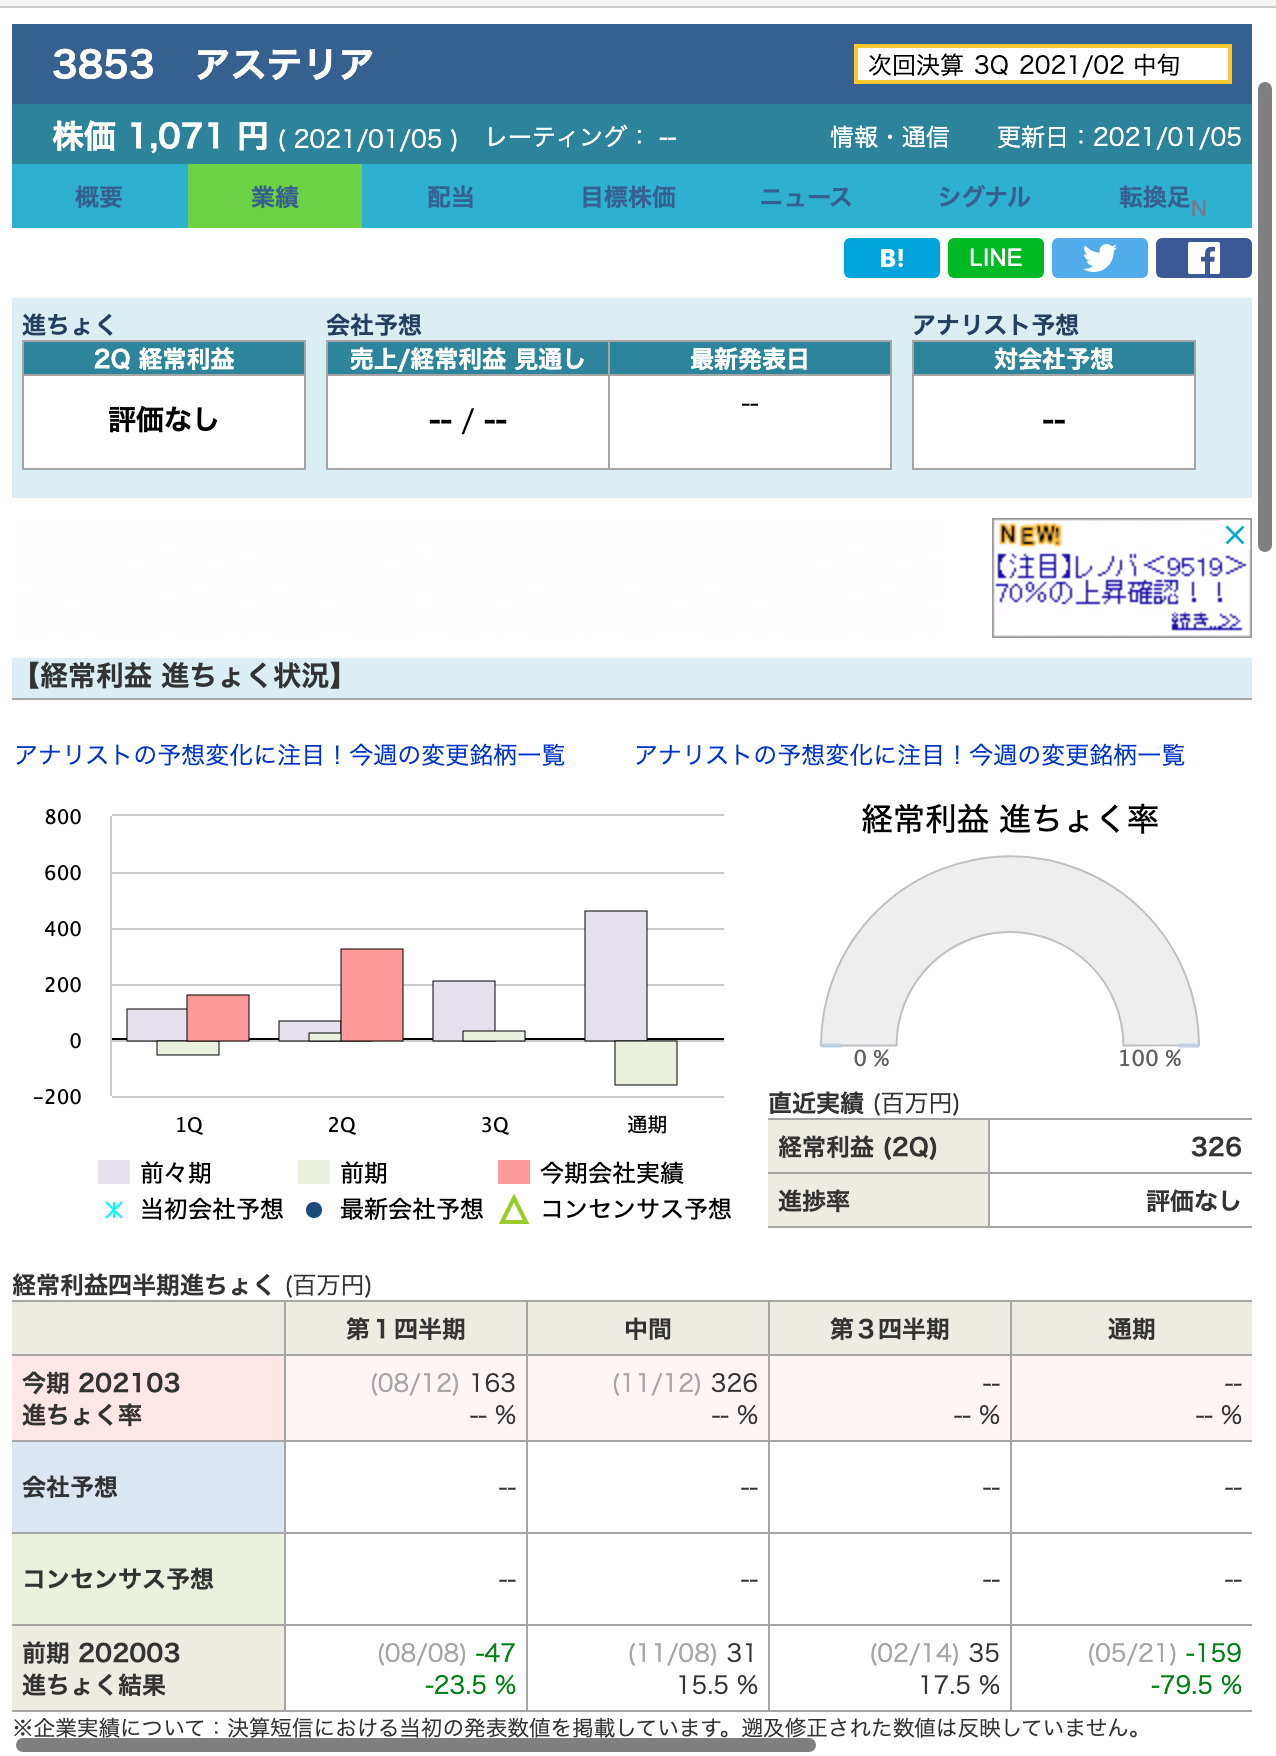 3853 アステリア
次回決算 3Q 2021/02 中旬
株価 1,071 円 ( 2021/01/05 ) レーティング： -- 情報・通信 更新日：2021/01/05
概要 業績 配当 目標株価 ニュース シグナル 転換足N
B! LINE
進ちょく 会社予想 アナリスト予想
2Q 経常利益 売上/経常利益 見通し 最新発表日 対会社予想
評価なし -- / -- -- --
NEW!
【注目】レノバ<9519>
70%の上昇確認！！
続き..>>
【経常利益 進ちょく状況】
アナリストの予想変化に注目！今週の変更銘柄一覧 アナリストの予想変化に注目！今週の変更銘柄一覧
経常利益 進ちょく率
800
600
400
200
0
-200
1Q 2Q 3Q 通期
0 % 100 %
前々期 前期 今期会社実績
当初会社予想 最新会社予想 コンセンサス予想
直近実績 (百万円)
経常利益 (2Q) 326
進捗率 評価なし
経常利益四半期進ちょく (百万円)
第１四半期 中間 第３四半期 通期
今期 202103 (08/12) 163 (11/12) 326 -- --
進ちょく率 -- % -- % -- % -- %
会社予想 -- -- -- --
コンセンサス予想 -- -- -- --
前期 202003 (08/08) -47 (11/08) 31 (02/14) 35 (05/21) -159
進ちょく結果 -23.5 % 15.5 % 17.5 % -79.5 %
※企業実績について：決算短信における当初の発表数値を掲載しています。遡及修正された数値は反映していません。